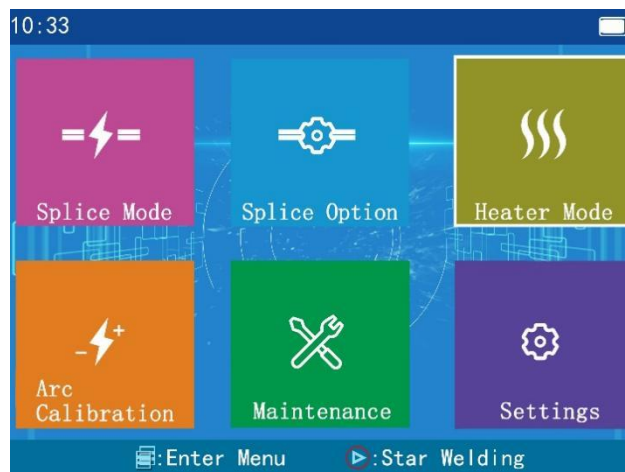 10:33
Splice Mode
Splice Option
Heater Mode
Arc
Calibration
Maintenance
Settings
:Enter Menu
:Star Welding